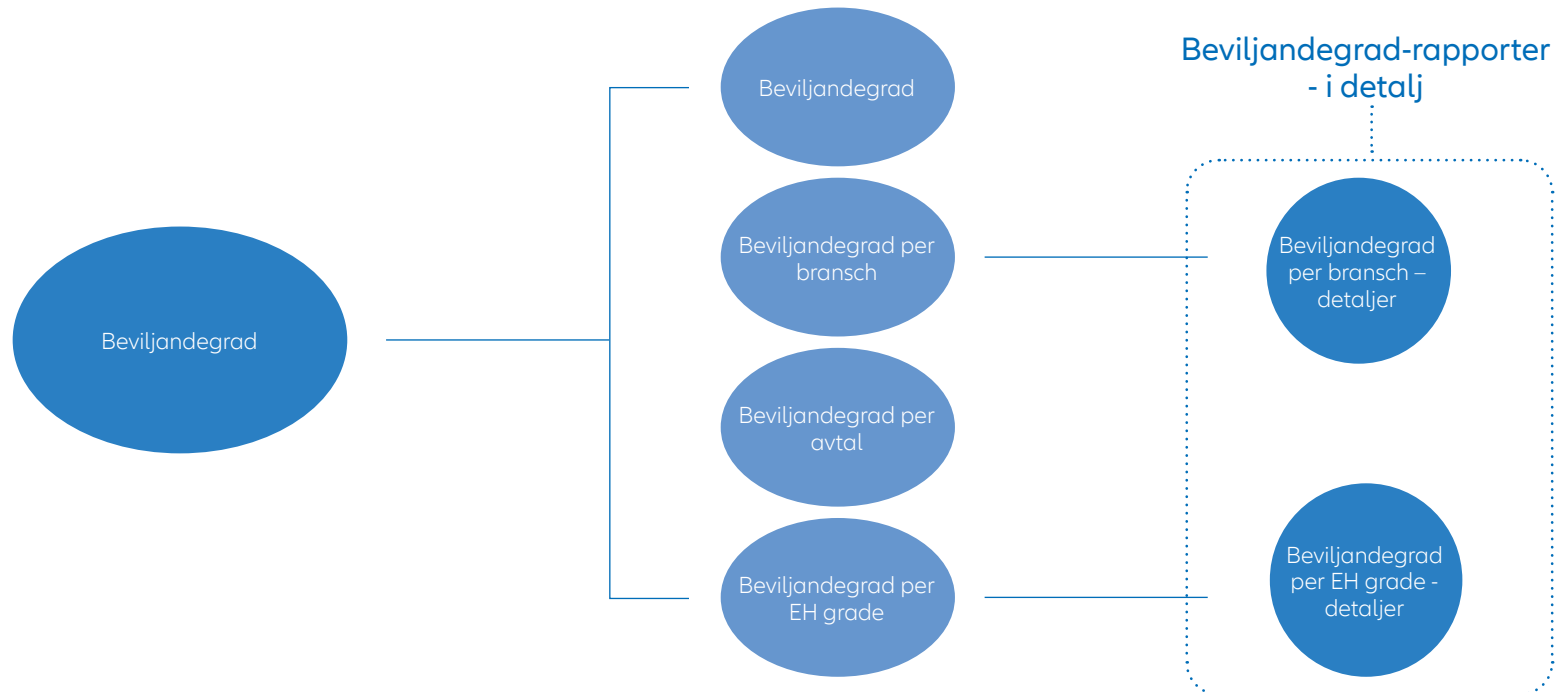 Beviljandegrad
Beviljandegrad
Beviljandegrad per
bransch
Beviljandegrad per
avtal
Beviljandegrad per
EH grade
Beviljandegrad-rapporter
- i detalj
Beviljandegrad
per bransch –
detaljer
Beviljandegrad
per EH grade -
detaljer